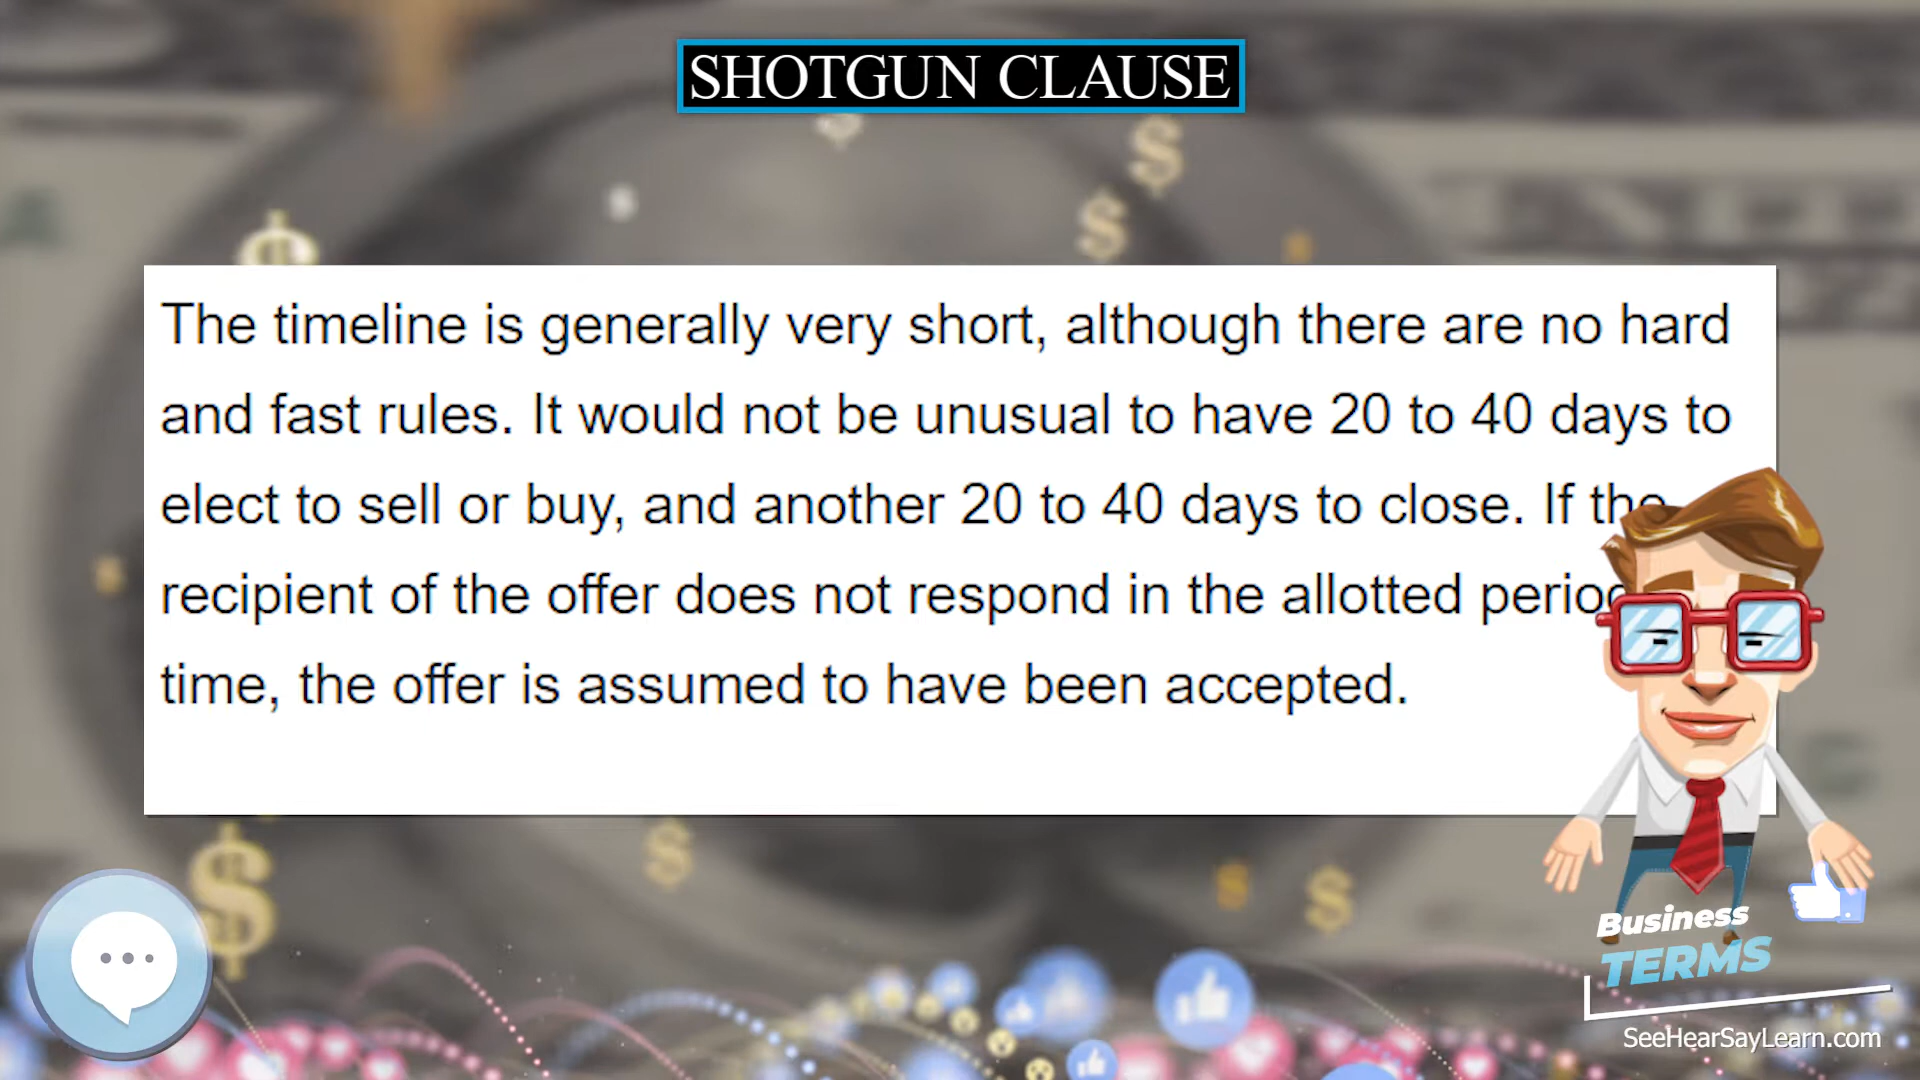 SHOTGUN CLAUSE
The timeline is generally very short, although there are no hard
and fast rules. It would not be unusual to have 20 to 40 days to
elect to sell or buy, and another 20 to 40 days to close. If the
recipient of the offer does not respond in the allotted period
time, the offer is assumed to have been accepted.
Business
TERMS
SeeHearSayLearn.com